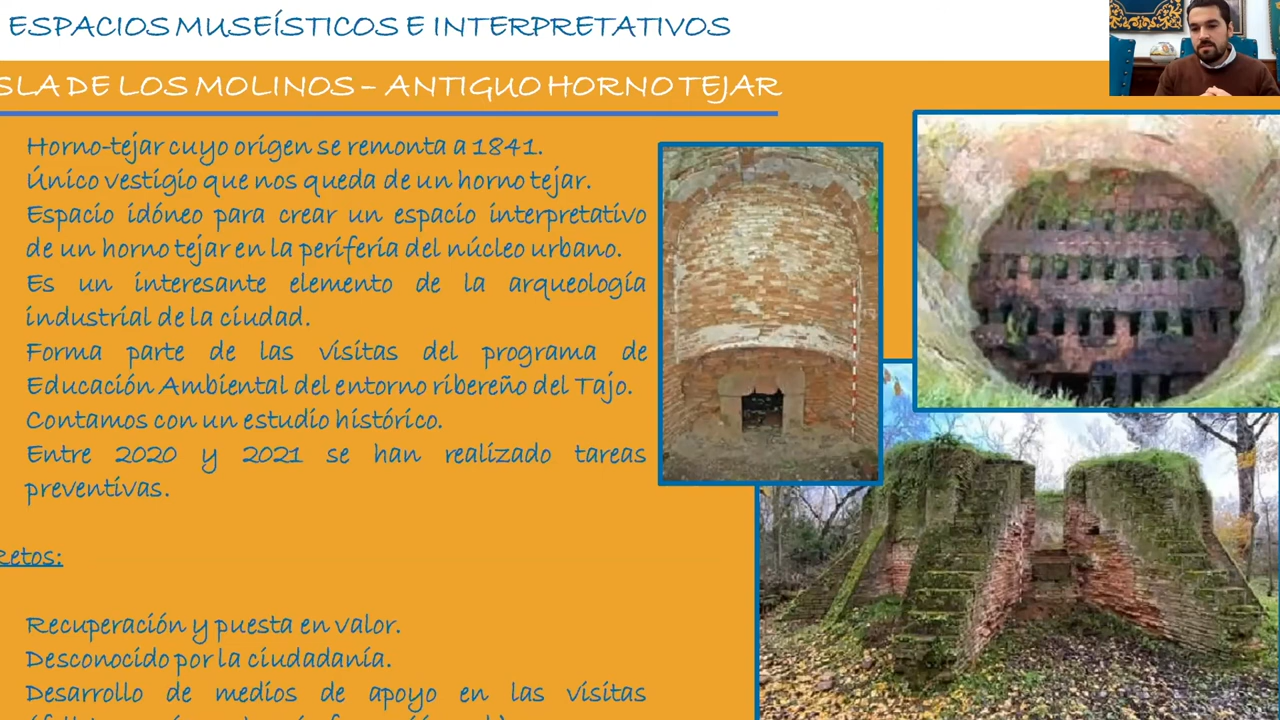 ESPACIOS MUSEÍSTICOS E INTERPRETATIVOS
SLA DE LOS MOLINOS – ANTIGUO HORNO TEJAR
Horno-tejar cuyo origen se remonta a 1841.
Único vestigio que nos queda de un horno tejar.
Espacio idóneo para crear un espacio interpretativo
de un horno tejar en la periferia del núcleo urbano.
Es un interesante elemento de la arqueología
industrial de la ciudad.
Forma parte de las visitas del programa de
Educación Ambiental del entorno ribereño del Tajo.
Contamos con un estudio histórico.
Entre 2020 y 2021 se han realizado tareas
preventivas.
Retos:
Recuperación y puesta en valor.
Desconocido por la ciudadanía.
Desarrollo de medios de apoyo en las visitas